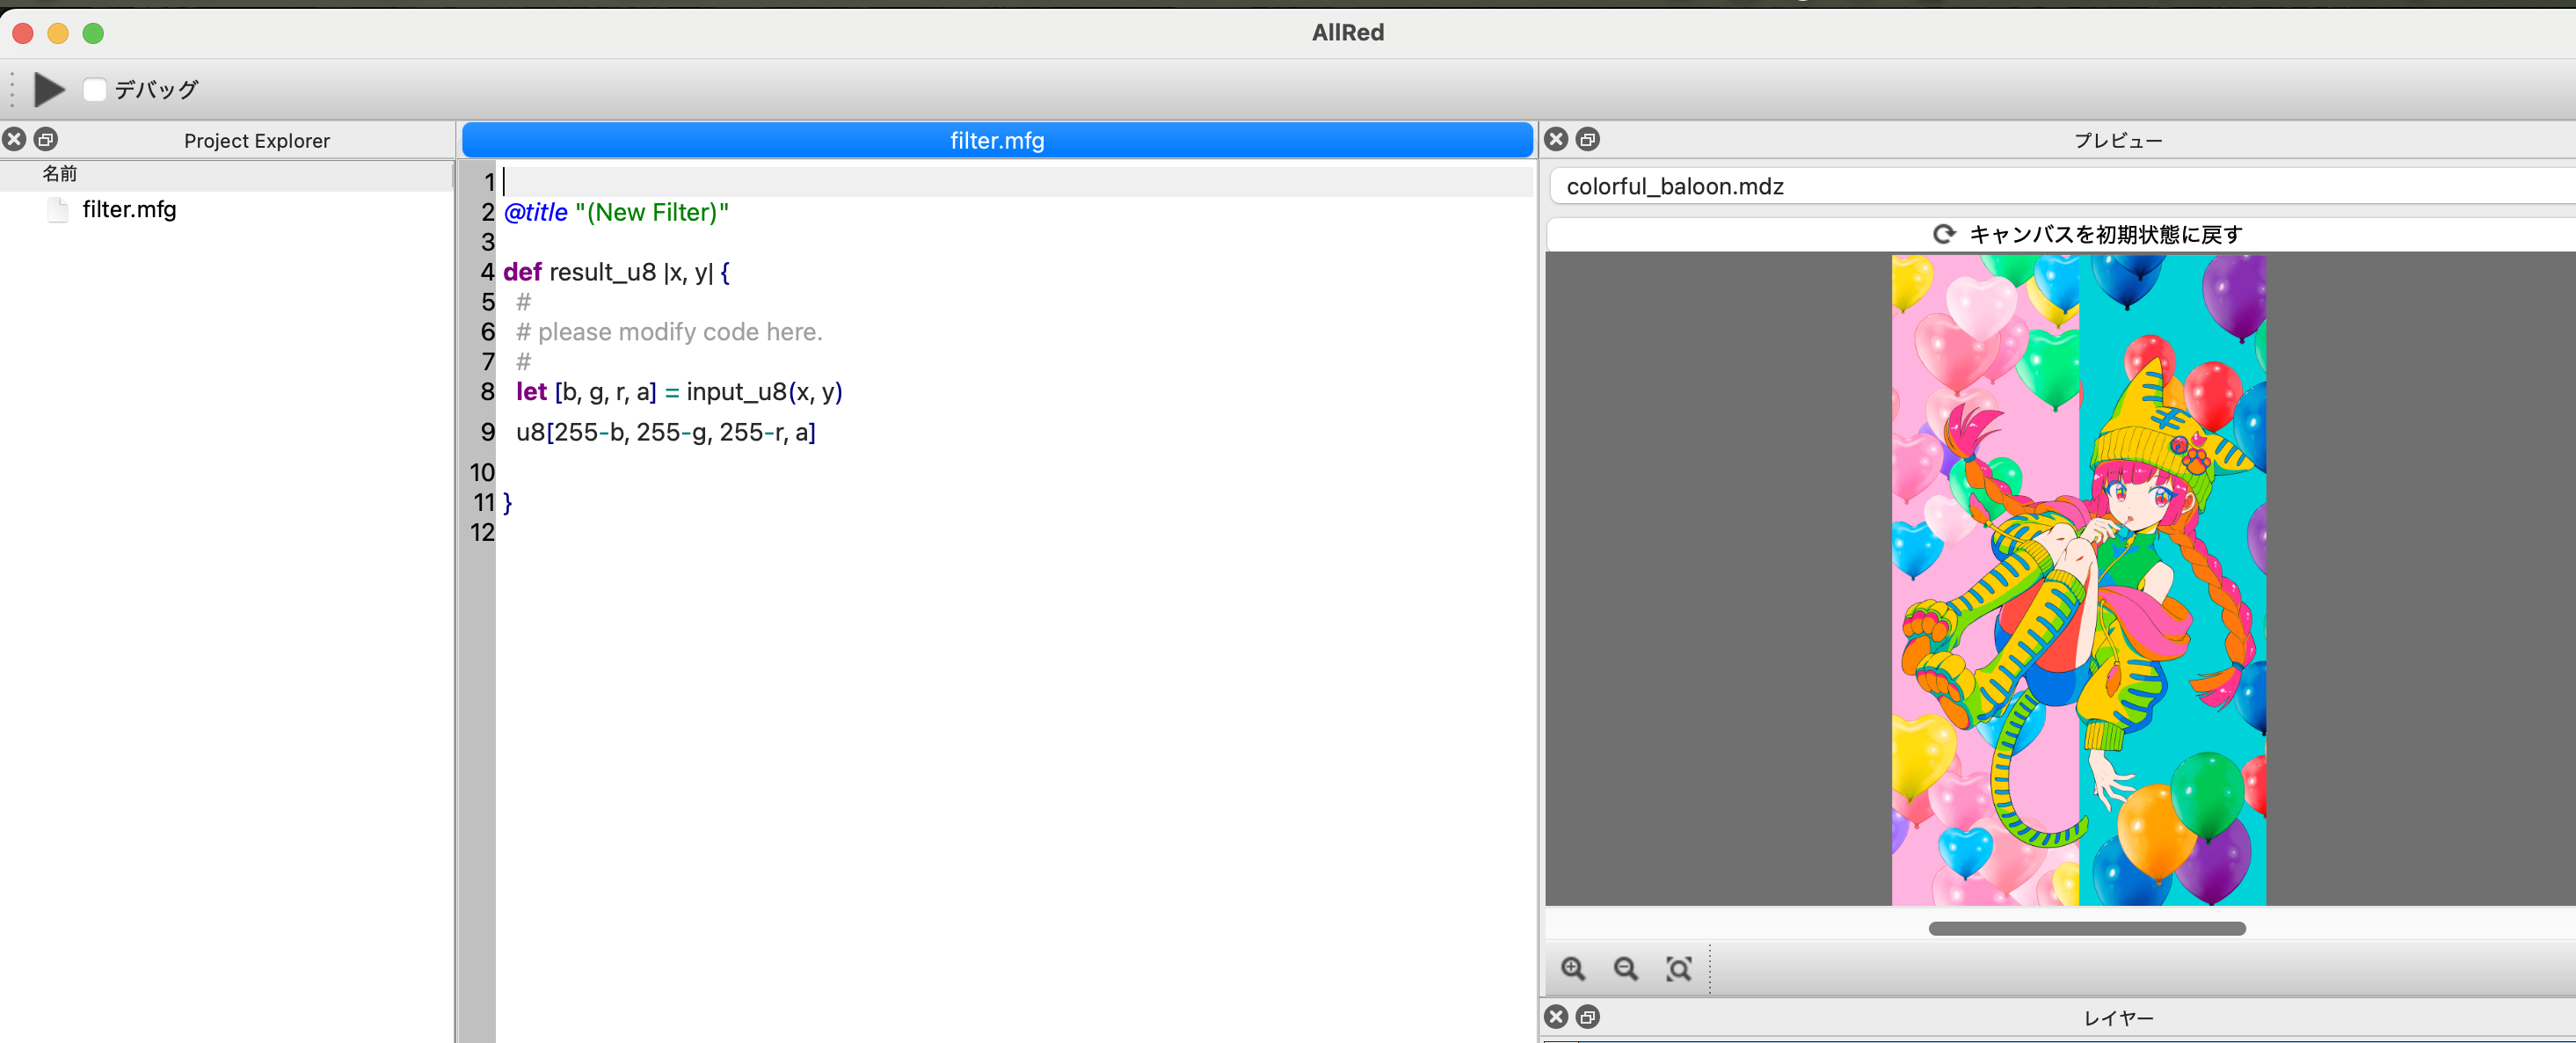 AllRed
デバッグ
Project Explorer
名前
filter.mfg
filter.mfg
1
2 @title "(New Filter)"
3
4 def result_u8 |x, y| {
5 #
6 # please modify code here.
7 #
8 let [b, g, r, a] = input_u8(x, y)
9 u8[255-b, 255-g, 255-r, a]
10
11 }
12
プレビュー
colorful_baloon.mdz
キャンバスを初期状態に戻す
レイヤー